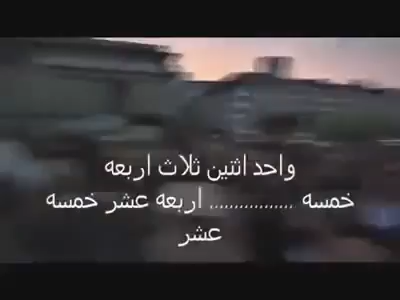 واحد اثنين ثلاث اربعه
خمسه ................. اربعه عشر خمسه
عشر